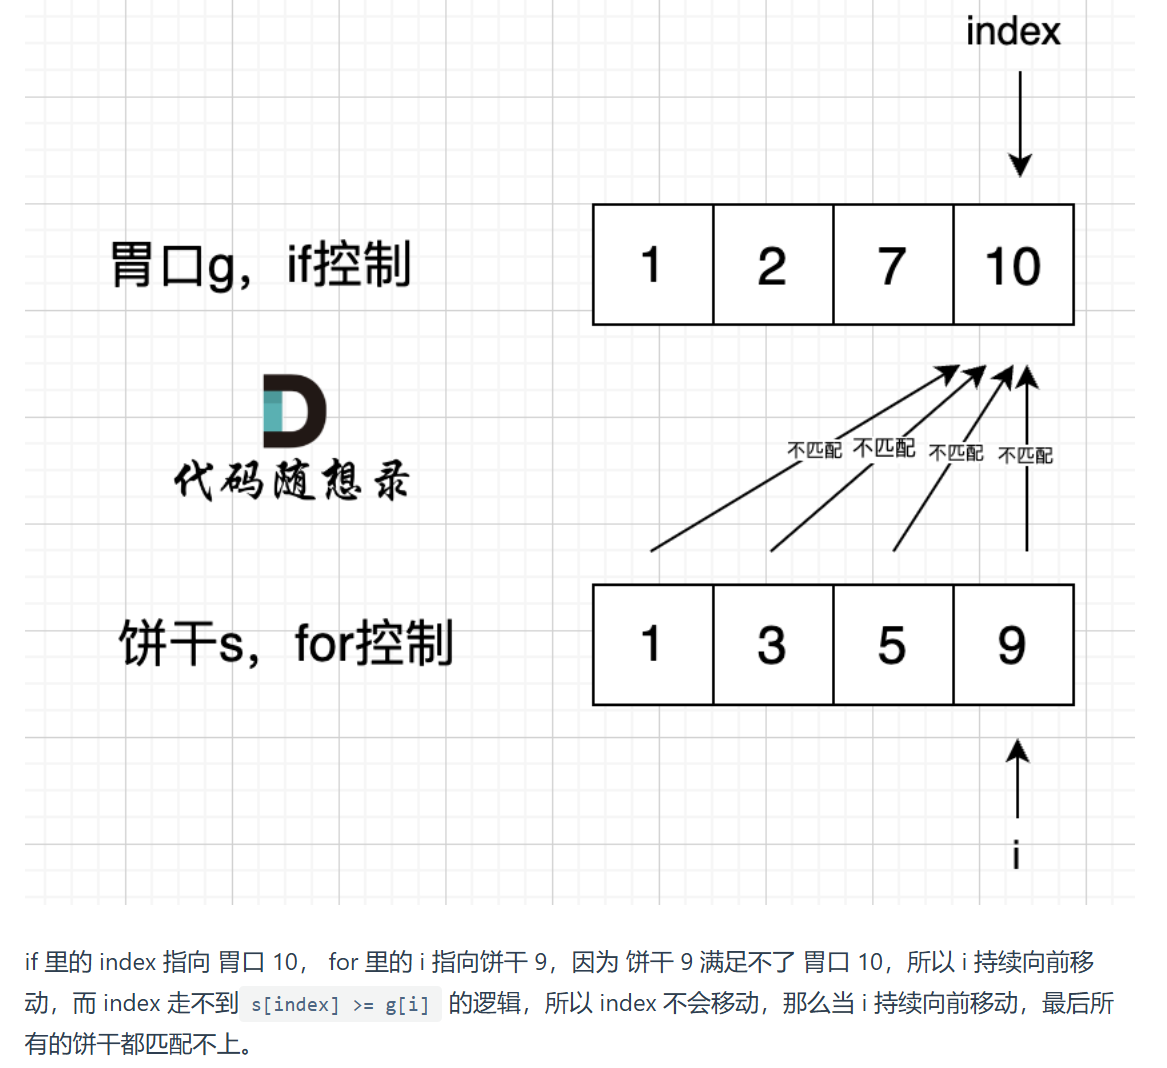 index
胃口g，if控制
1 2 7 10
不匹配 不匹配 不匹配 不匹配
代码随想录
饼干s，for控制
1 3 5 9
i
if 里的 index 指向 胃口 10， for 里的 i 指向饼干 9，因为 饼干 9 满足不了 胃口 10，所以 i 持续向前移
动，而 index 走不到 s[index] >= g[i] 的逻辑，所以 index 不会移动，那么当 i 持续向前移动，最后所
有的饼干都匹配不上。